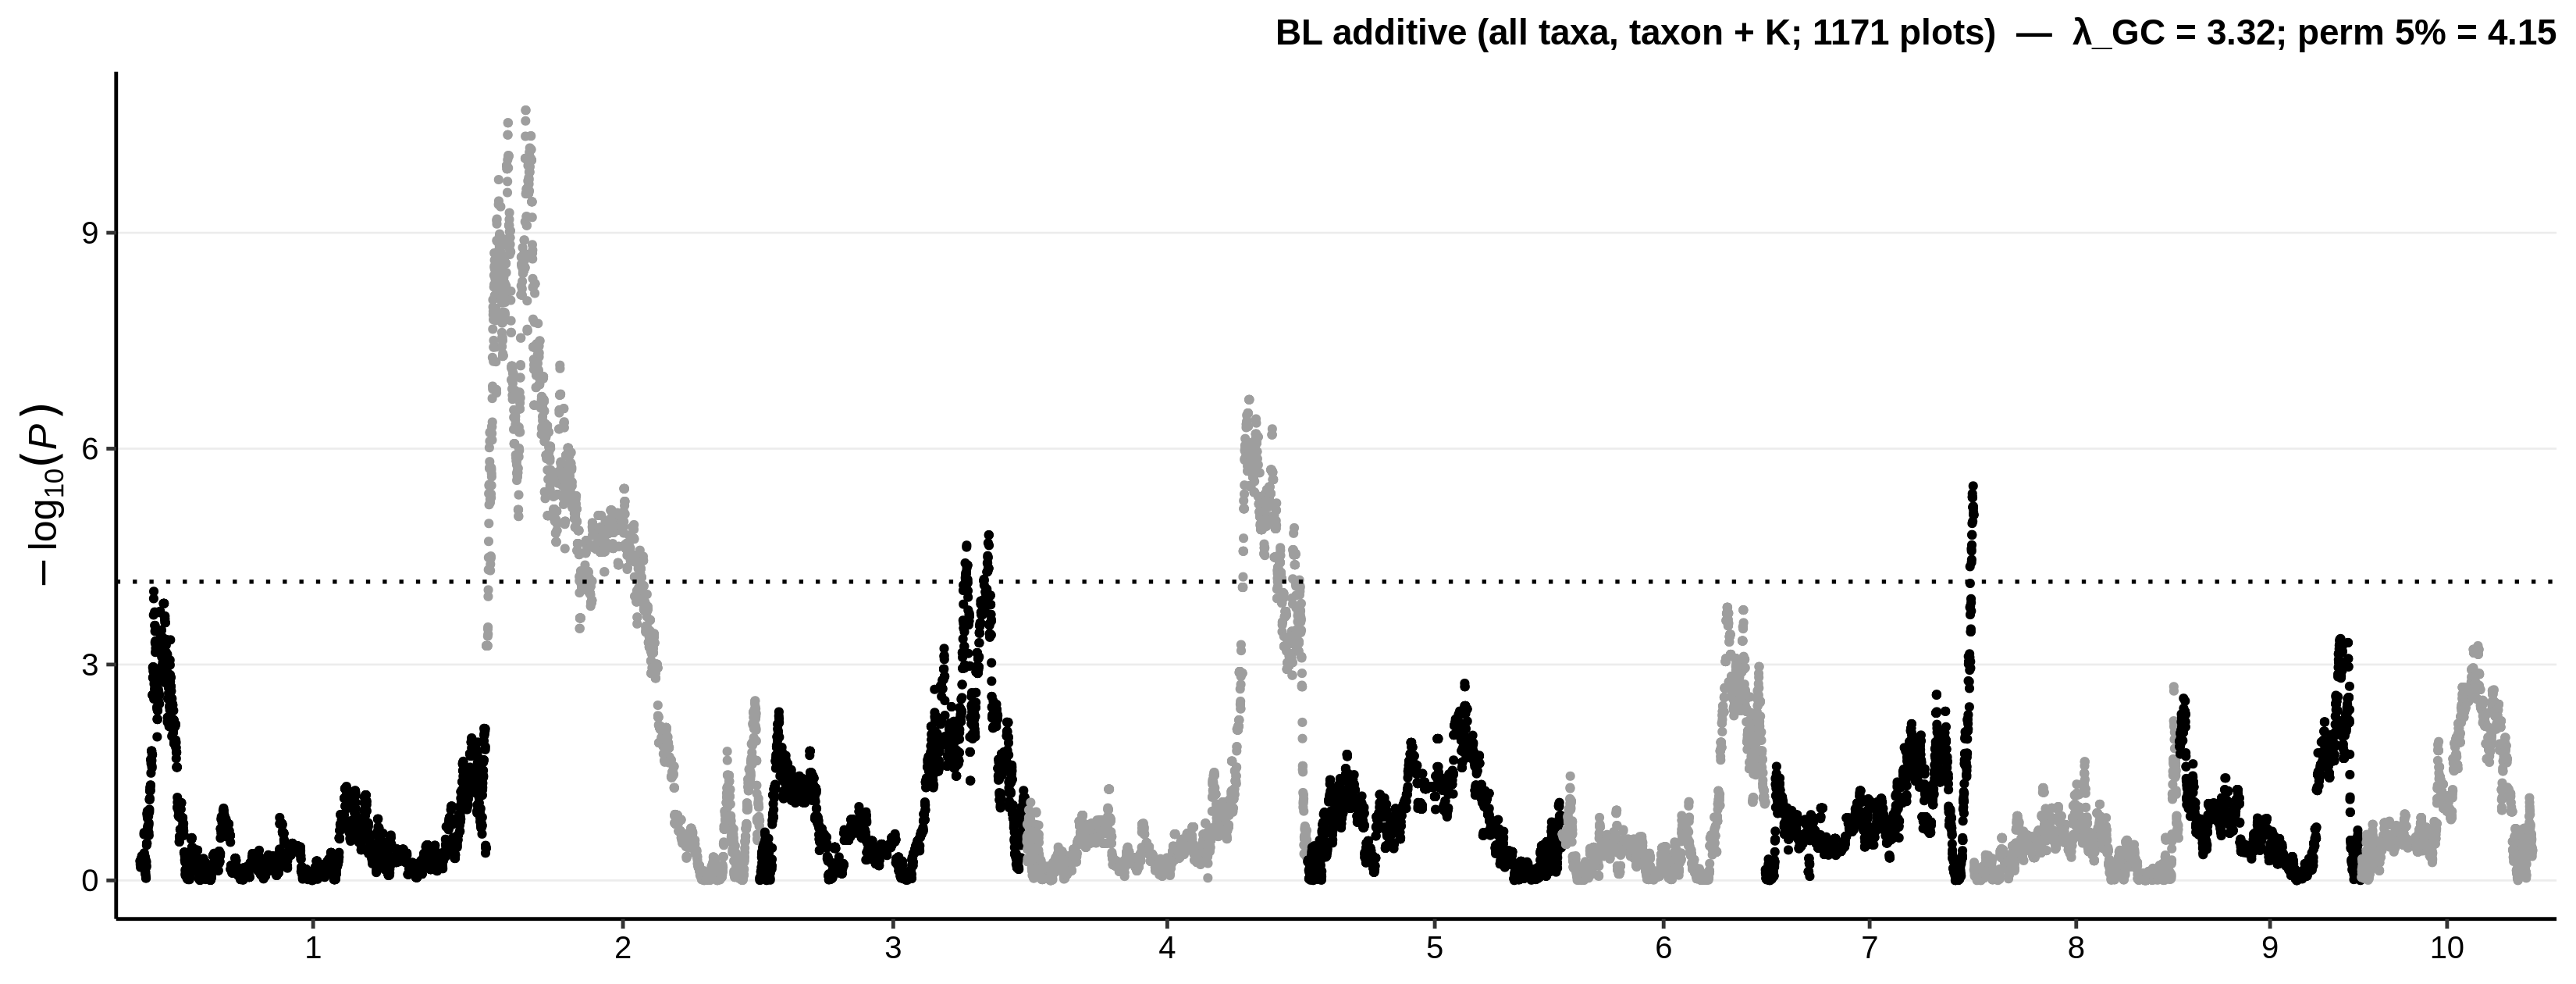 BL additive (all taxa, taxon + K; 1171 plots) — λ_GC = 3.32; perm 5% = 4.15
− log10(P)
9
6
3
0
1 2 3 4 5 6 7 8 9 10